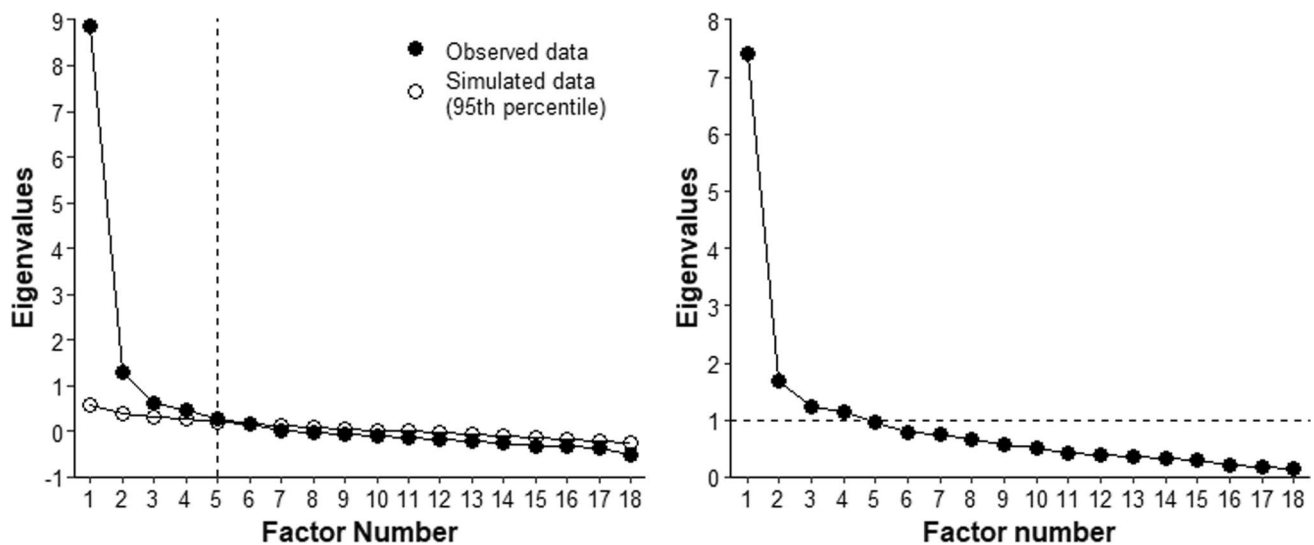 9
8
7
6
5
4
3
2
1
0
-1
Eigenvalues
1 2 3 4 5 6 7 8 9 10 11 12 13 14 15 16 17 18
Factor Number
Observed data
Simulated data
(95th percentile)
8
7
6
5
4
3
2
1
0
Eigenvalues
1 2 3 4 5 6 7 8 9 10 11 12 13 14 15 16 17 18
Factor number